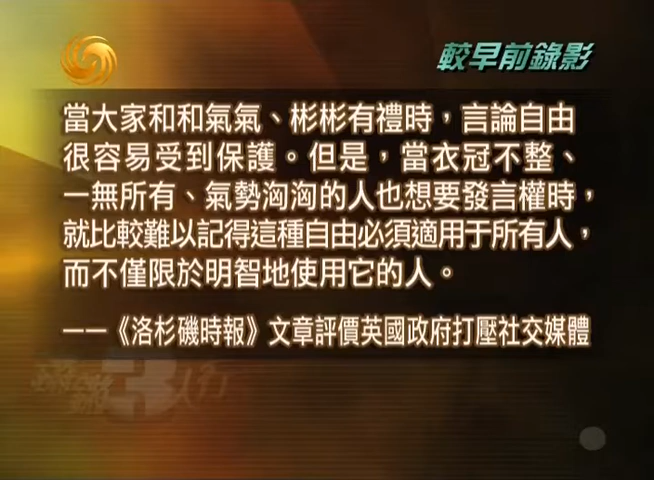 較早前錄影
當大家和和氣氣、彬彬有禮時，言論自由
很容易受到保護。但是，當衣冠不整、
一無所有、氣勢洶洶的人也想要發言權時，
就比較難以記得這種自由必須適用于所有人，
而不僅限於明智地使用它的人。
——《洛杉磯時報》文章評價英國政府打壓社交媒體
鏘鏘3人行